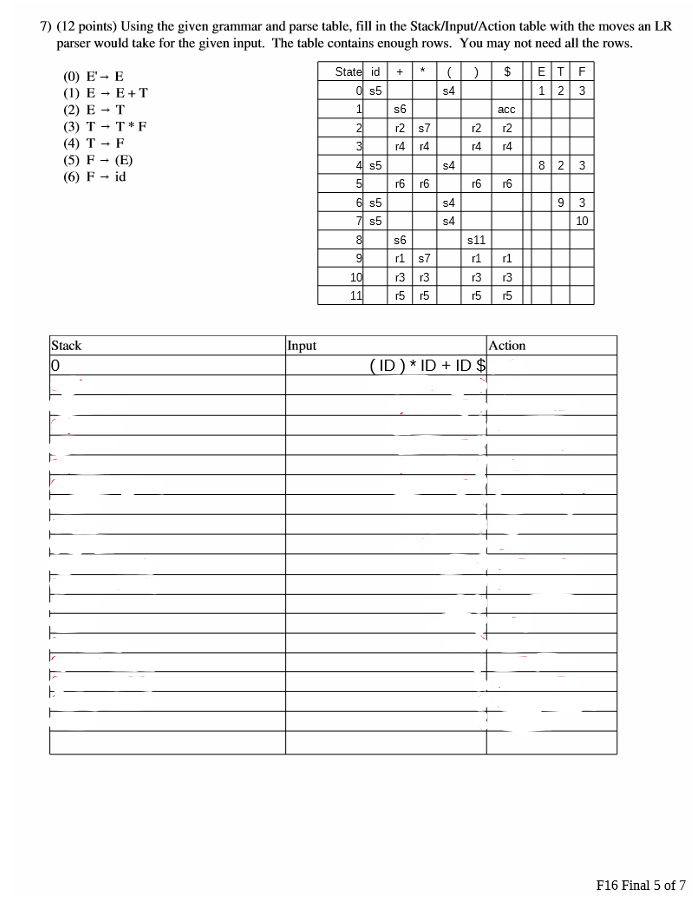 7) (12 points) Using the given grammar and parse table, fill in the Stack/Input/Action table with the moves an LR
parser would take for the given input. The table contains enough rows. You may not need all the rows.
(0) E'→ E
(1) E → E + T
(2) E → T
(3) T → T * F
(4) T → F
(5) F → (E)
(6) F → id
State id + * ( ) $ E T F
0 s5 s4 1 2 3
1 s6 acc
2 r2 s7 r2 r2
3 r4 r4 r4 r4
4 s5 s4 8 2 3
5 r6 r6 r6 r6
6 s5 s4 9 3
7 s5 s4 10
8 s6 s11
9 r1 s7 r1 r1
10 r3 r3 r3 r3
11 r5 r5 r5 r5
Stack Input Action
0 ( ID ) * ID + ID $
F16 Final 5 of 7